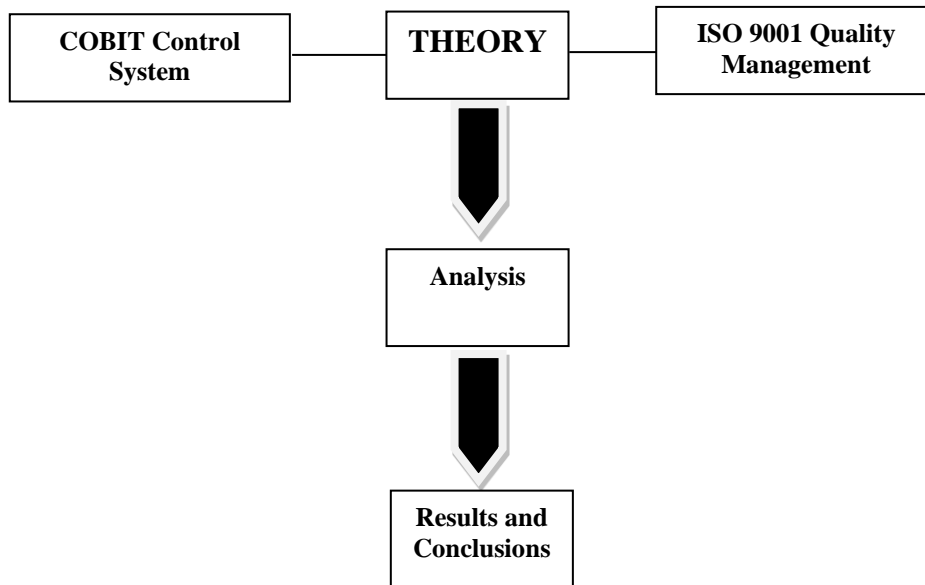 COBIT Control
System
THEORY
ISO 9001 Quality
Management
Analysis
Results and
Conclusions